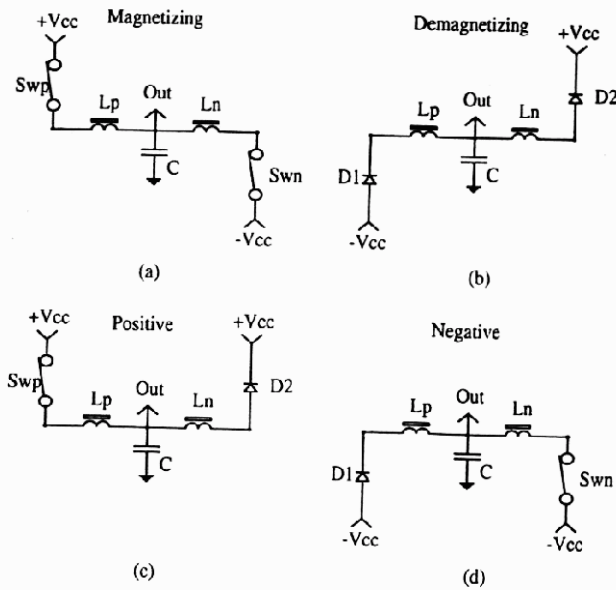 Magnetizing
+Vcc
Swp
Lp
Out
Ln
C
Swn
-Vcc
(a)
Demagnetizing
+Vcc
D2
Lp
Out
Ln
D1
C
-Vcc
(b)
Positive
+Vcc
+Vcc
Swp
Lp
Out
Ln
D2
C
(c)
Negative
Lp
Out
Ln
D1
C
Swn
-Vcc
-Vcc
(d)